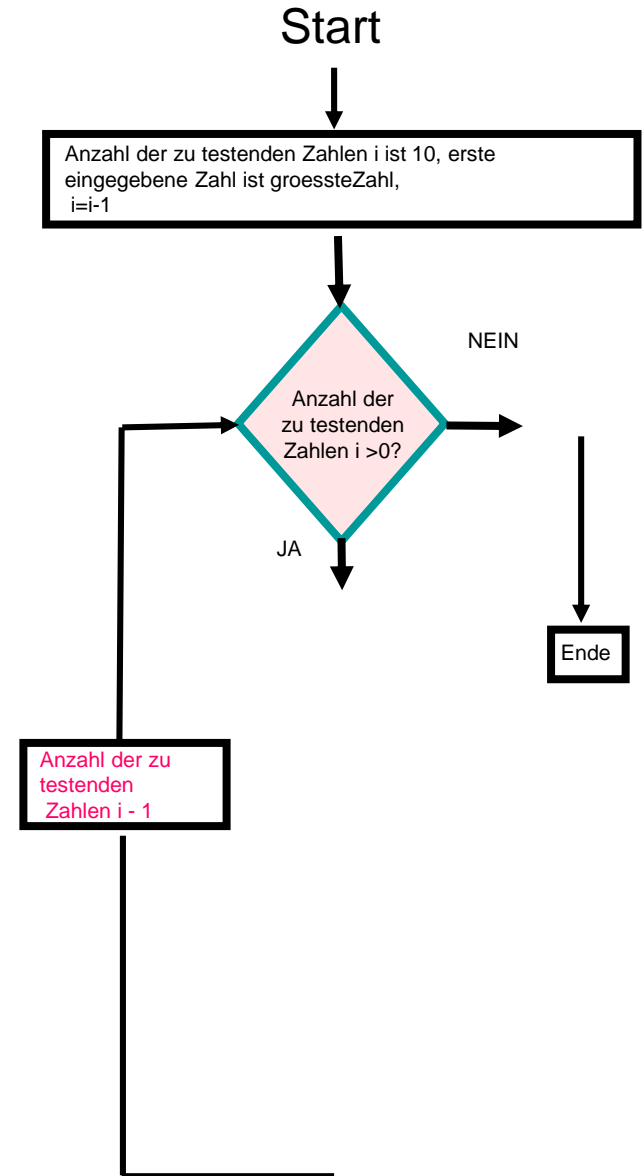 Start
Anzahl der zu testenden Zahlen i ist 10, erste
eingegebene Zahl ist groessteZahl,
i=i-1
NEIN
Anzahl der
zu testenden
Zahlen i >0?
JA
Ende
Anzahl der zu
testenden
Zahlen i - 1